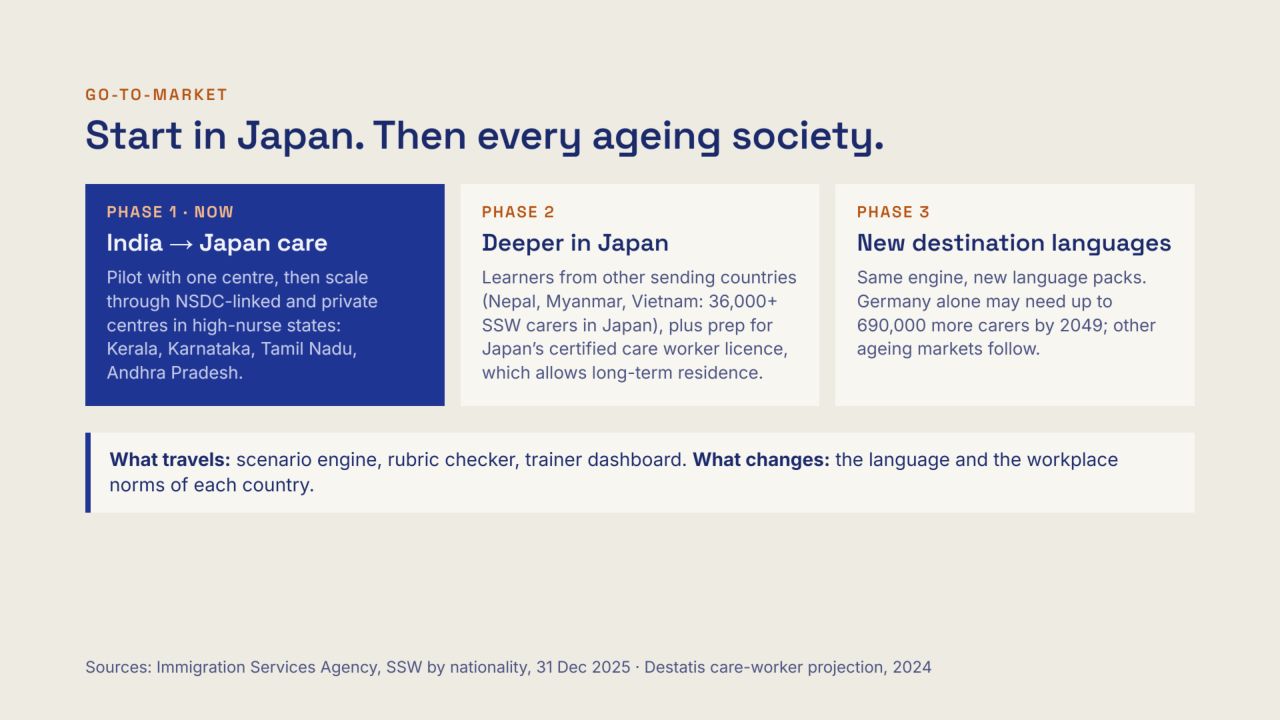 GO-TO-MARKET
Start in Japan. Then every ageing society.
PHASE 1 · NOW
India → Japan care
Pilot with one centre, then scale
through NSDC-linked and private
centres in high-nurse states:
Kerala, Karnataka, Tamil Nadu,
Andhra Pradesh.
PHASE 2
Deeper in Japan
Learners from other sending countries
(Nepal, Myanmar, Vietnam: 36,000+
SSW carers in Japan), plus prep for
Japan’s certified care worker licence,
which allows long-term residence.
PHASE 3
New destination languages
Same engine, new language packs.
Germany alone may need up to
690,000 more carers by 2049; other
ageing markets follow.
What travels: scenario engine, rubric checker, trainer dashboard. What changes: the language and the workplace
norms of each country.
Sources: Immigration Services Agency, SSW by nationality, 31 Dec 2025 · Destatis care-worker projection, 2024